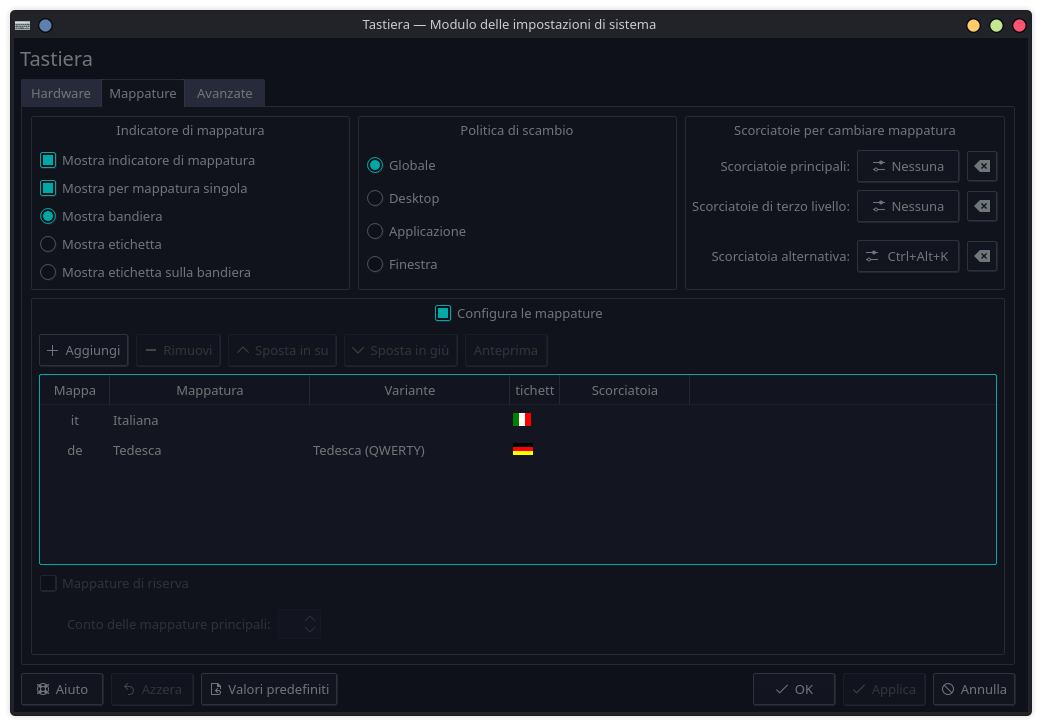 Tastiera — Modulo delle impostazioni di sistema
Tastiera
Hardware Mappature Avanzate
Indicatore di mappatura
Mostra indicatore di mappatura
Mostra per mappatura singola
Mostra bandiera
Mostra etichetta
Mostra etichetta sulla bandiera
Politica di scambio
Globale
Desktop
Applicazione
Finestra
Scorciatoie per cambiare mappatura
Scorciatoie principali: Nessuna
Scorciatoie di terzo livello: Nessuna
Scorciatoia alternativa: Ctrl+Alt+K
Configura le mappature
Aggiungi Rimuovi Sposta in su Sposta in giù Anteprima
Mappa Mappatura Variante tichett Scorciatoia
it Italiana
de Tedesca Tedesca (QWERTY)
Mappature di riserva
Conto delle mappature principali:
Aiuto Azzera Valori predefiniti OK Applica Annulla